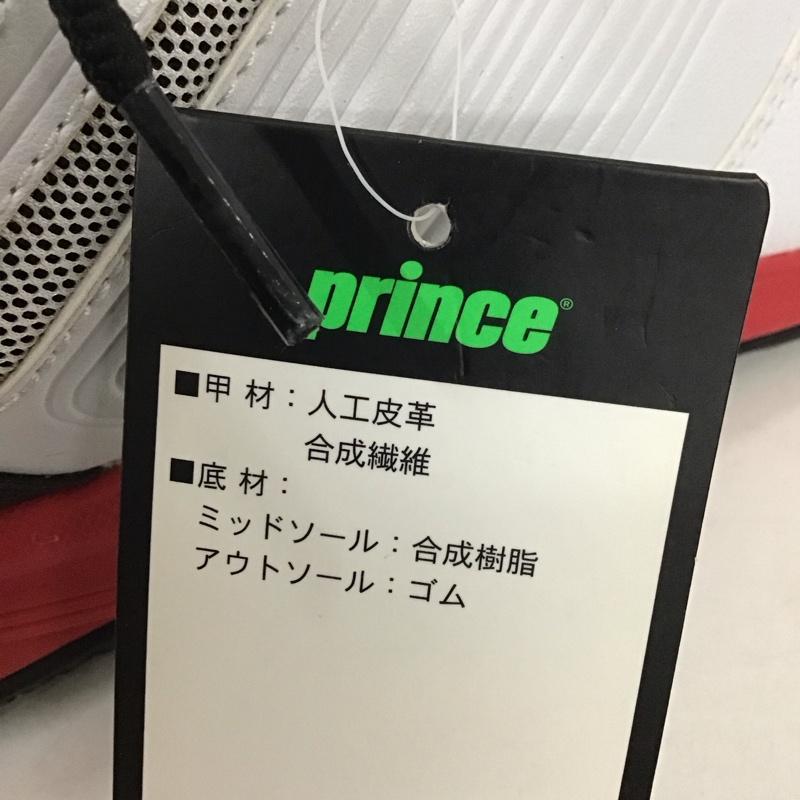 prince®
■甲 材：人工皮革
合成繊維
■底 材：
ミッドソール：合成樹脂
アウトソール：ゴム